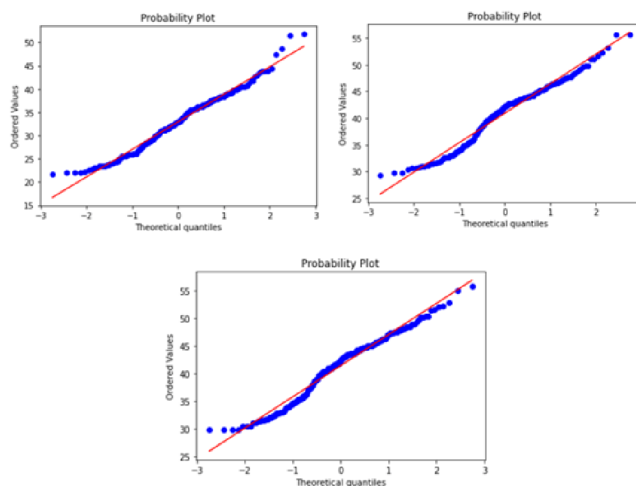 Probability Plot
50
45
40
35
30
25
20
15
Ordered Values
-3 -2 -1 0 1 2 3
Theoretical quantiles
Probability Plot
55
50
45
40
35
30
25
Ordered Values
-3 -2 -1 0 1 2
Theoretical quantiles
Probability Plot
55
50
45
40
35
30
25
Ordered Values
-3 -2 -1 0 1 2 3
Theoretical quantiles